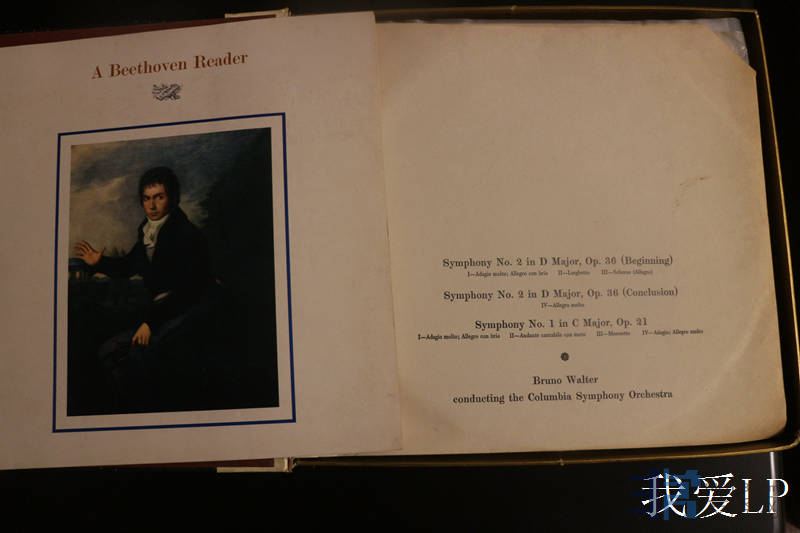 A Beethoven Reader
Symphony No. 2 in D Major, Op. 36 (Beginning)
I—Adagio molto; Allegro con brio II—Larghetto III—Scherzo (Allegro)
Symphony No. 2 in D Major, Op. 36 (Conclusion)
IV—Allegro molto
Symphony No. 1 in C Major, Op. 21
I—Adagio molto; Allegro con brio II—Andante cantabile con moto III—Menuetto IV—Adagio; Allegro molto
Bruno Walter
conducting the Columbia Symphony Orchestra
我爱LP